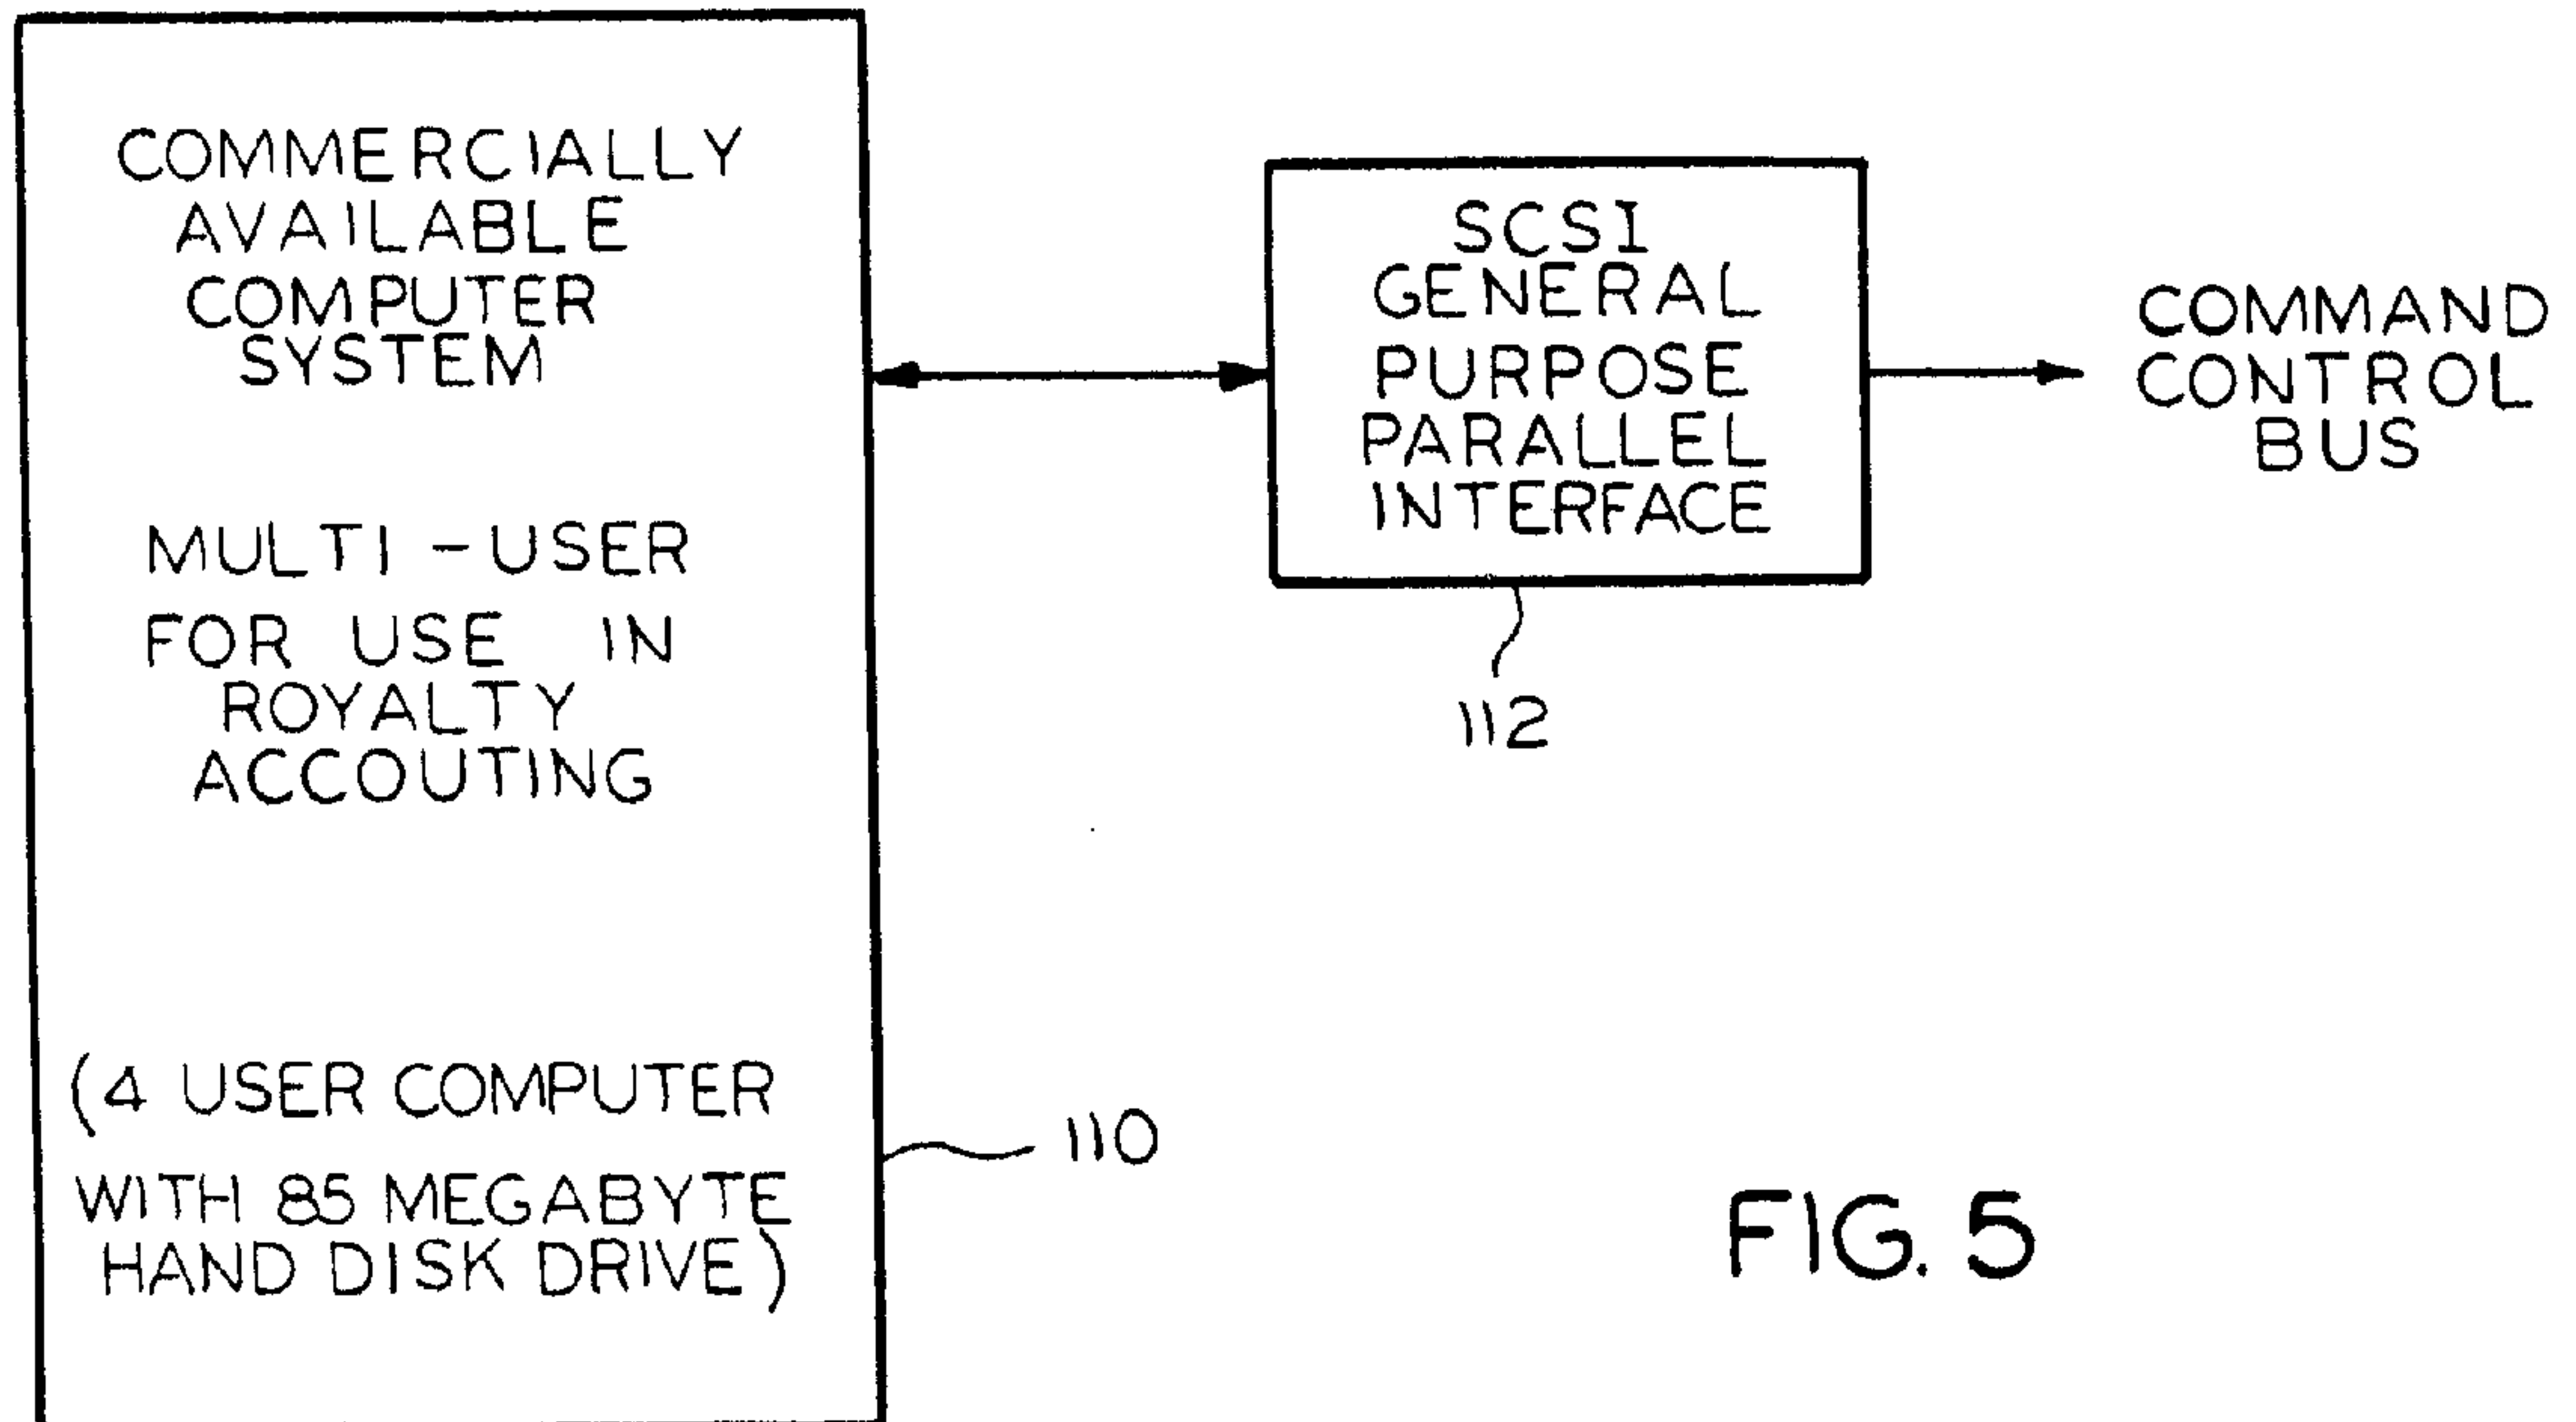 COMMERCIALLY
AVAILABLE
COMPUTER
SYSTEM
MULTI-USER
FOR USE IN
ROYALTY
ACCOUTING
(4 USER COMPUTER
WITH 85 MEGABYTE
HAND DISK DRIVE)
110
SCSI
GENERAL
PURPOSE
PARALLEL
INTERFACE
112
COMMAND
CONTROL
BUS
FIG. 5